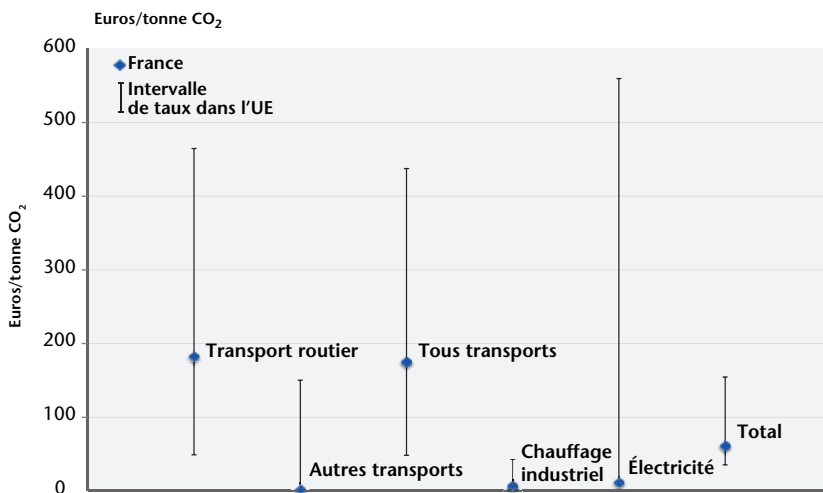 Euros/tonne CO2
600
France
Intervalle
de taux dans l'UE
500
400
300
200
100
0
Euros/tonne CO2
Transport routier
Autres transports
Tous transports
Chauffage
industriel
Électricité
Total